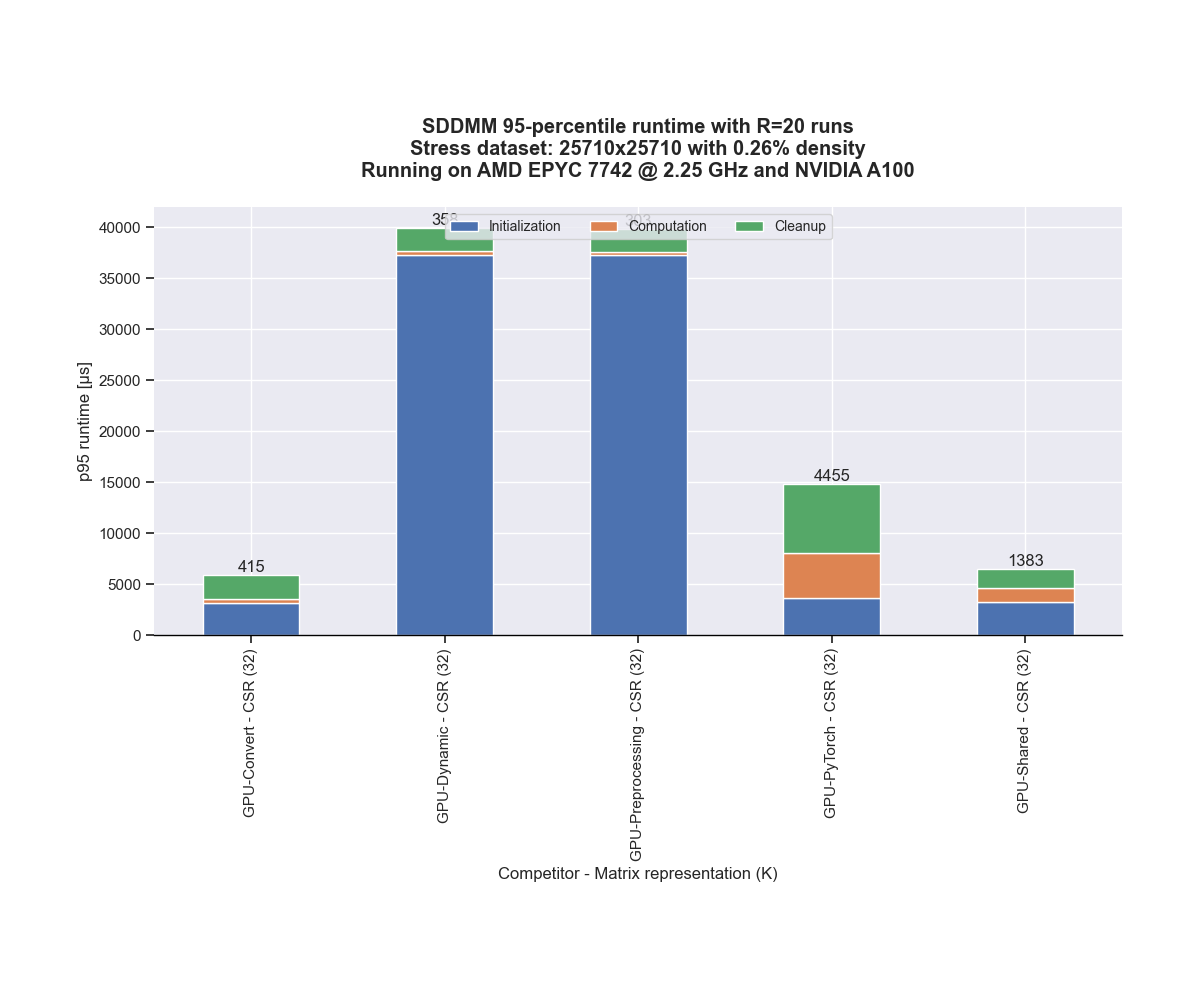 SDDMM 95-percentile runtime with R=20 runs
Stress dataset: 25710x25710 with 0.26% density
Running on AMD EPYC 7742 @ 2.25 GHz and NVIDIA A100
358
303
Initialization
Computation
Cleanup
40000
35000
30000
25000
20000
15000
10000
5000
0
p95 runtime [µs]
415
4455
1383
GPU-Convert - CSR (32)
GPU-Dynamic - CSR (32)
GPU-Preprocessing - CSR (32)
GPU-PyTorch - CSR (32)
GPU-Shared - CSR (32)
Competitor - Matrix representation (K)